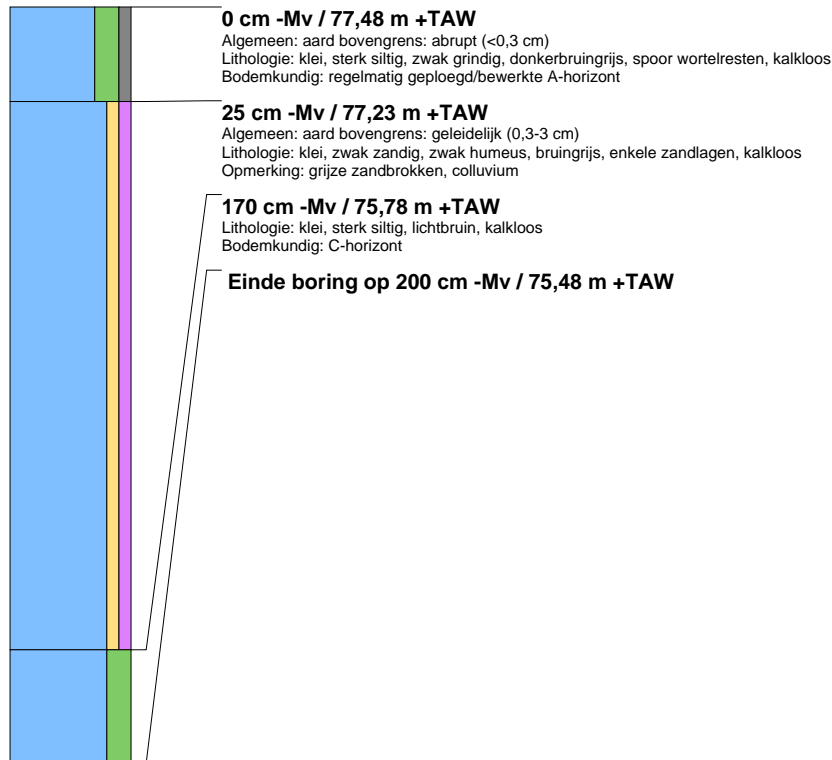 0 cm -Mv / 77,48 m +TAW
Algemeen: aard bovengrens: abrupt (<0,3 cm)
Lithologie: klei, sterk siltig, zwak grindig, donkerbruingrijs, spoor wortelresten, kalkloos
Bodemkundig: regelmatig geploegd/bewerkte A-horizont
25 cm -Mv / 77,23 m +TAW
Algemeen: aard bovengrens: geleidelijk (0,3-3 cm)
Lithologie: klei, zwak zandig, zwak humeus, bruingrijs, enkele zandlagen, kalkloos
Opmerking: grijze zandbrokken, colluvium
170 cm -Mv / 75,78 m +TAW
Lithologie: klei, sterk siltig, lichtbruin, kalkloos
Bodemkundig: C-horizont
Einde boring op 200 cm -Mv / 75,48 m +TAW